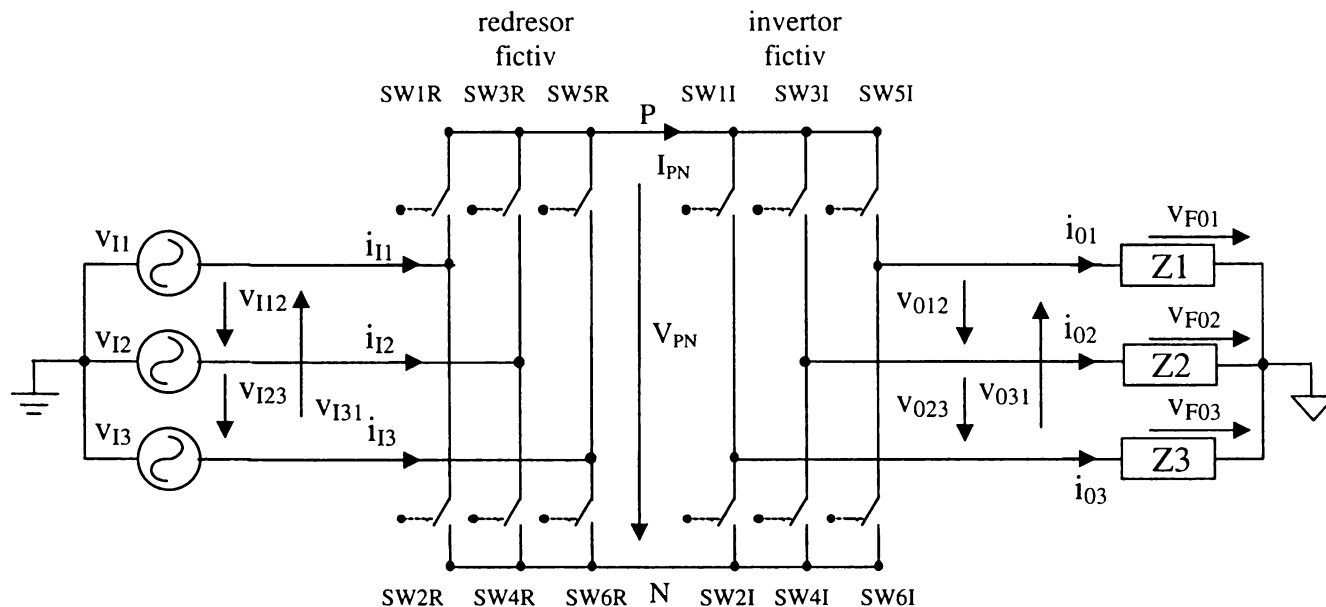 redresor
fictiv
invertor
fictiv
SW1R SW3R SW5R
SW1I SW3I SW5I
P
I_PN
v_I1
i_I1
v_I12
v_I2
i_I2
v_I23
v_I31
v_I3
i_I3
V_PN
i_01
Z1
v_F01
v_012
i_02
Z2
v_F02
v_023
v_031
Z3
v_F03
i_03
SW2R SW4R SW6R
N
SW2I SW4I SW6I